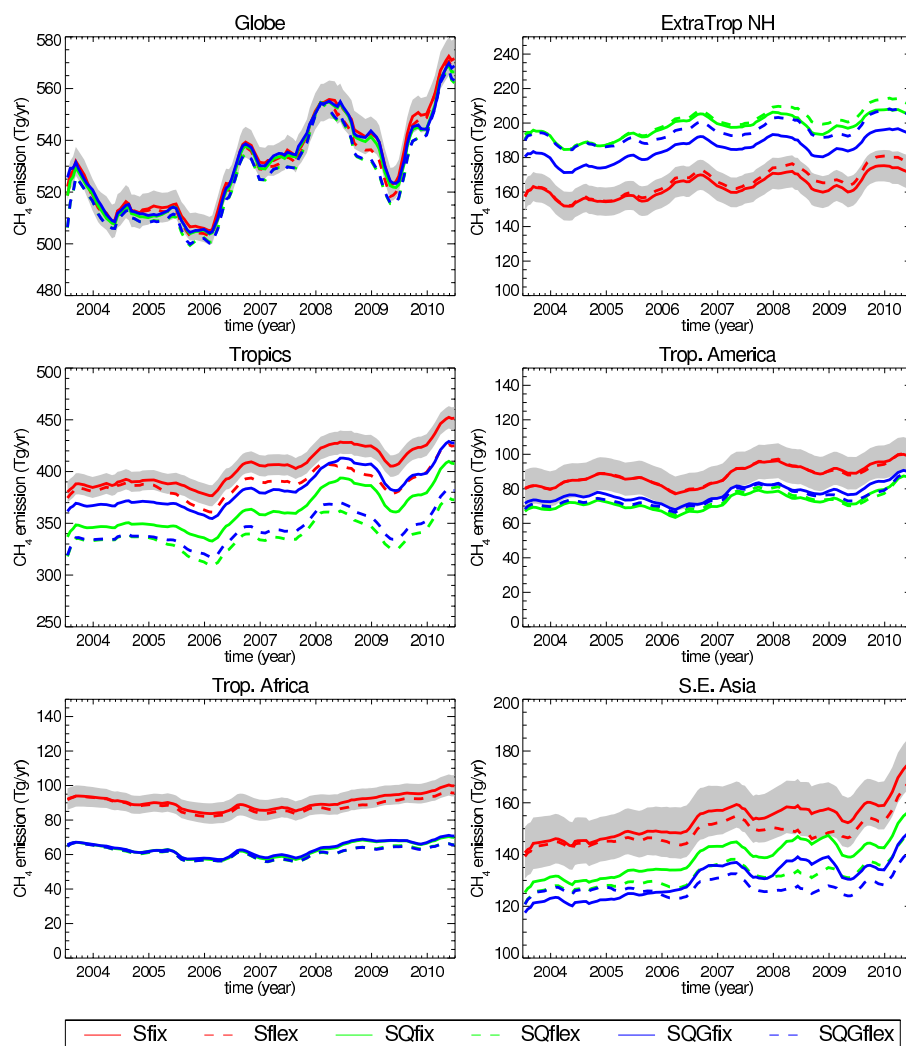 Globe
580
560
540
520
500
480
CH4 emission (Tg/yr)
2004 2005 2006 2007 2008 2009 2010
time (year)
ExtraTrop NH
240
220
200
180
160
140
120
100
CH4 emission (Tg/yr)
2004 2005 2006 2007 2008 2009 2010
time (year)
Tropics
500
450
400
350
300
250
CH4 emission (Tg/yr)
2004 2005 2006 2007 2008 2009 2010
time (year)
Trop. America
140
120
100
80
60
40
20
0
CH4 emission (Tg/yr)
2004 2005 2006 2007 2008 2009 2010
time (year)
Trop. Africa
140
120
100
80
60
40
20
0
CH4 emission (Tg/yr)
2004 2005 2006 2007 2008 2009 2010
time (year)
S.E. Asia
200
180
160
140
120
100
CH4 emission (Tg/yr)
2004 2005 2006 2007 2008 2009 2010
time (year)
Sfix Sflex SQfix SQflex SQGfix SQGflex